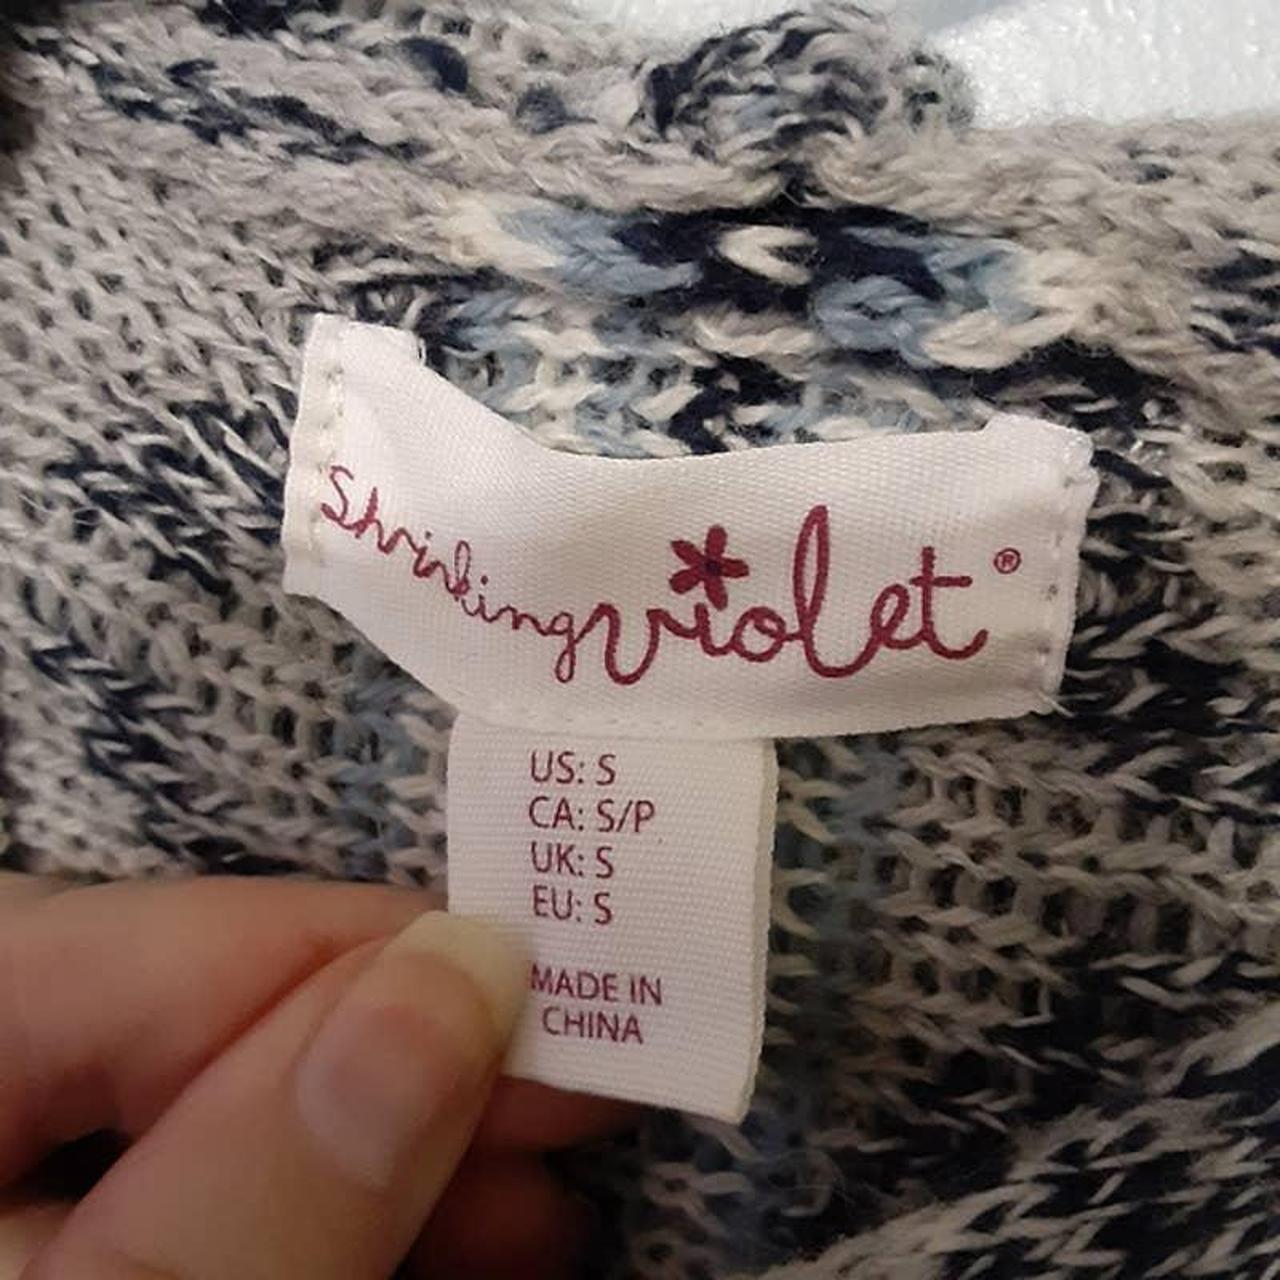 Shrinking violet®
US: S
CA: S/P
UK: S
EU: S
MADE IN
CHINA